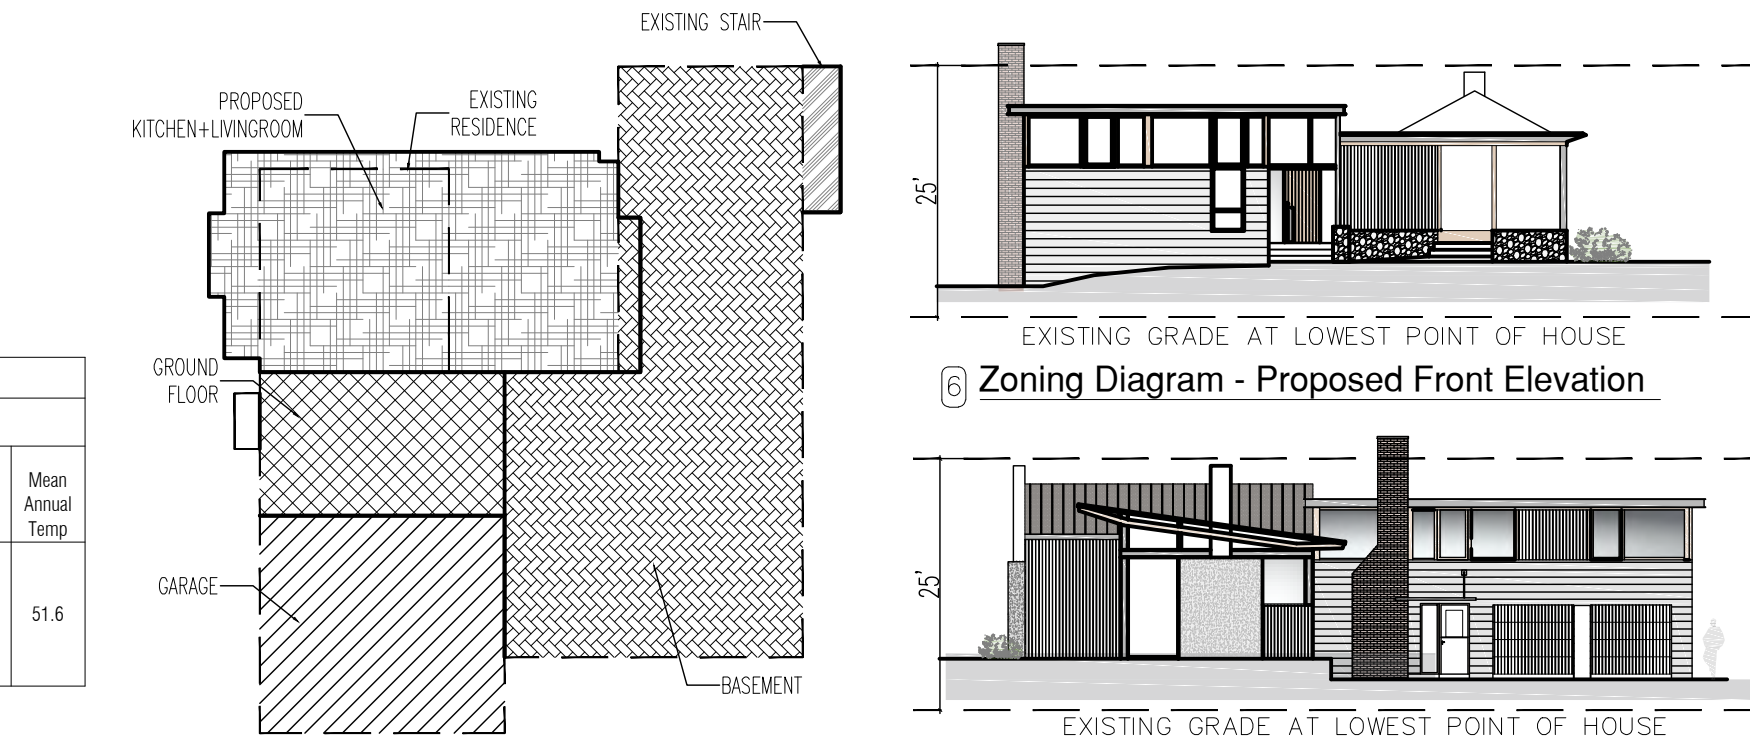 EXISTING STAIR
PROPOSED
KITCHEN+LIVINGROOM
EXISTING
RESIDENCE
GROUND
FLOOR
GARAGE
BASEMENT
Mean
Annual
Temp
51.6
25'
EXISTING GRADE AT LOWEST POINT OF HOUSE
6 Zoning Diagram - Proposed Front Elevation
25'
EXISTING GRADE AT LOWEST POINT OF HOUSE